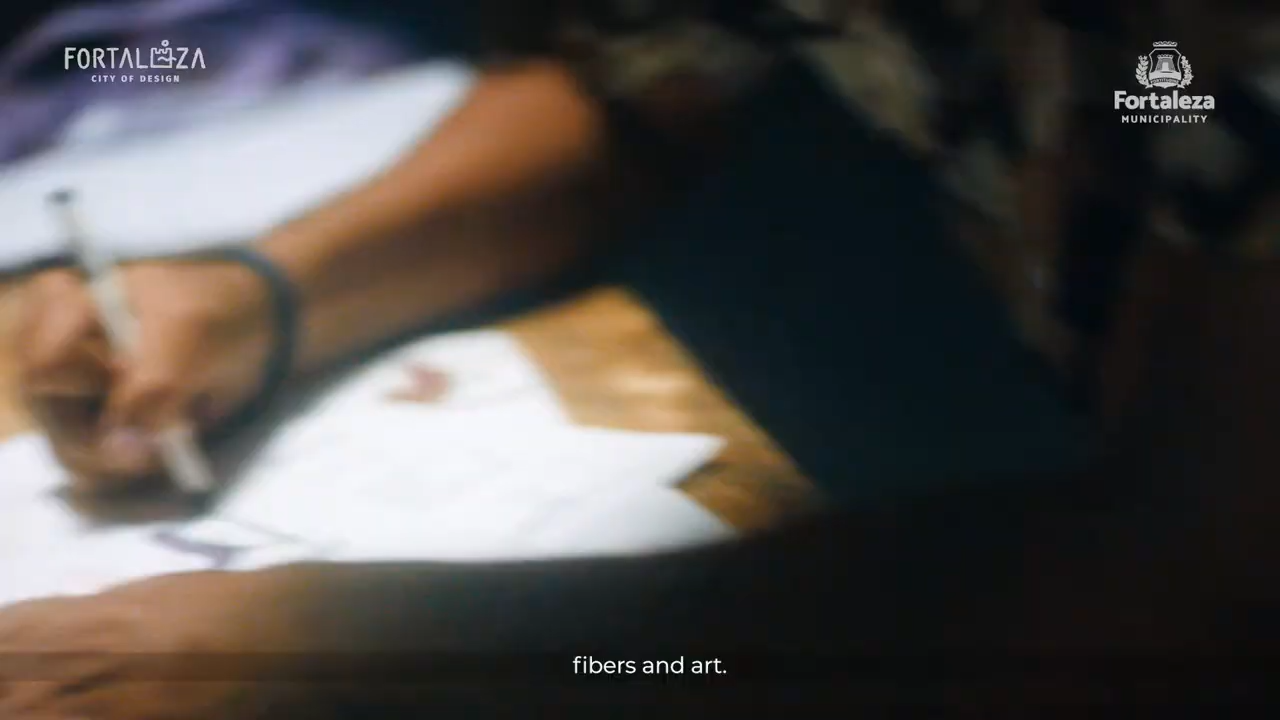 FORTALEZA
CITY OF DESIGN
Fortaleza
MUNICIPALITY
fibers and art.